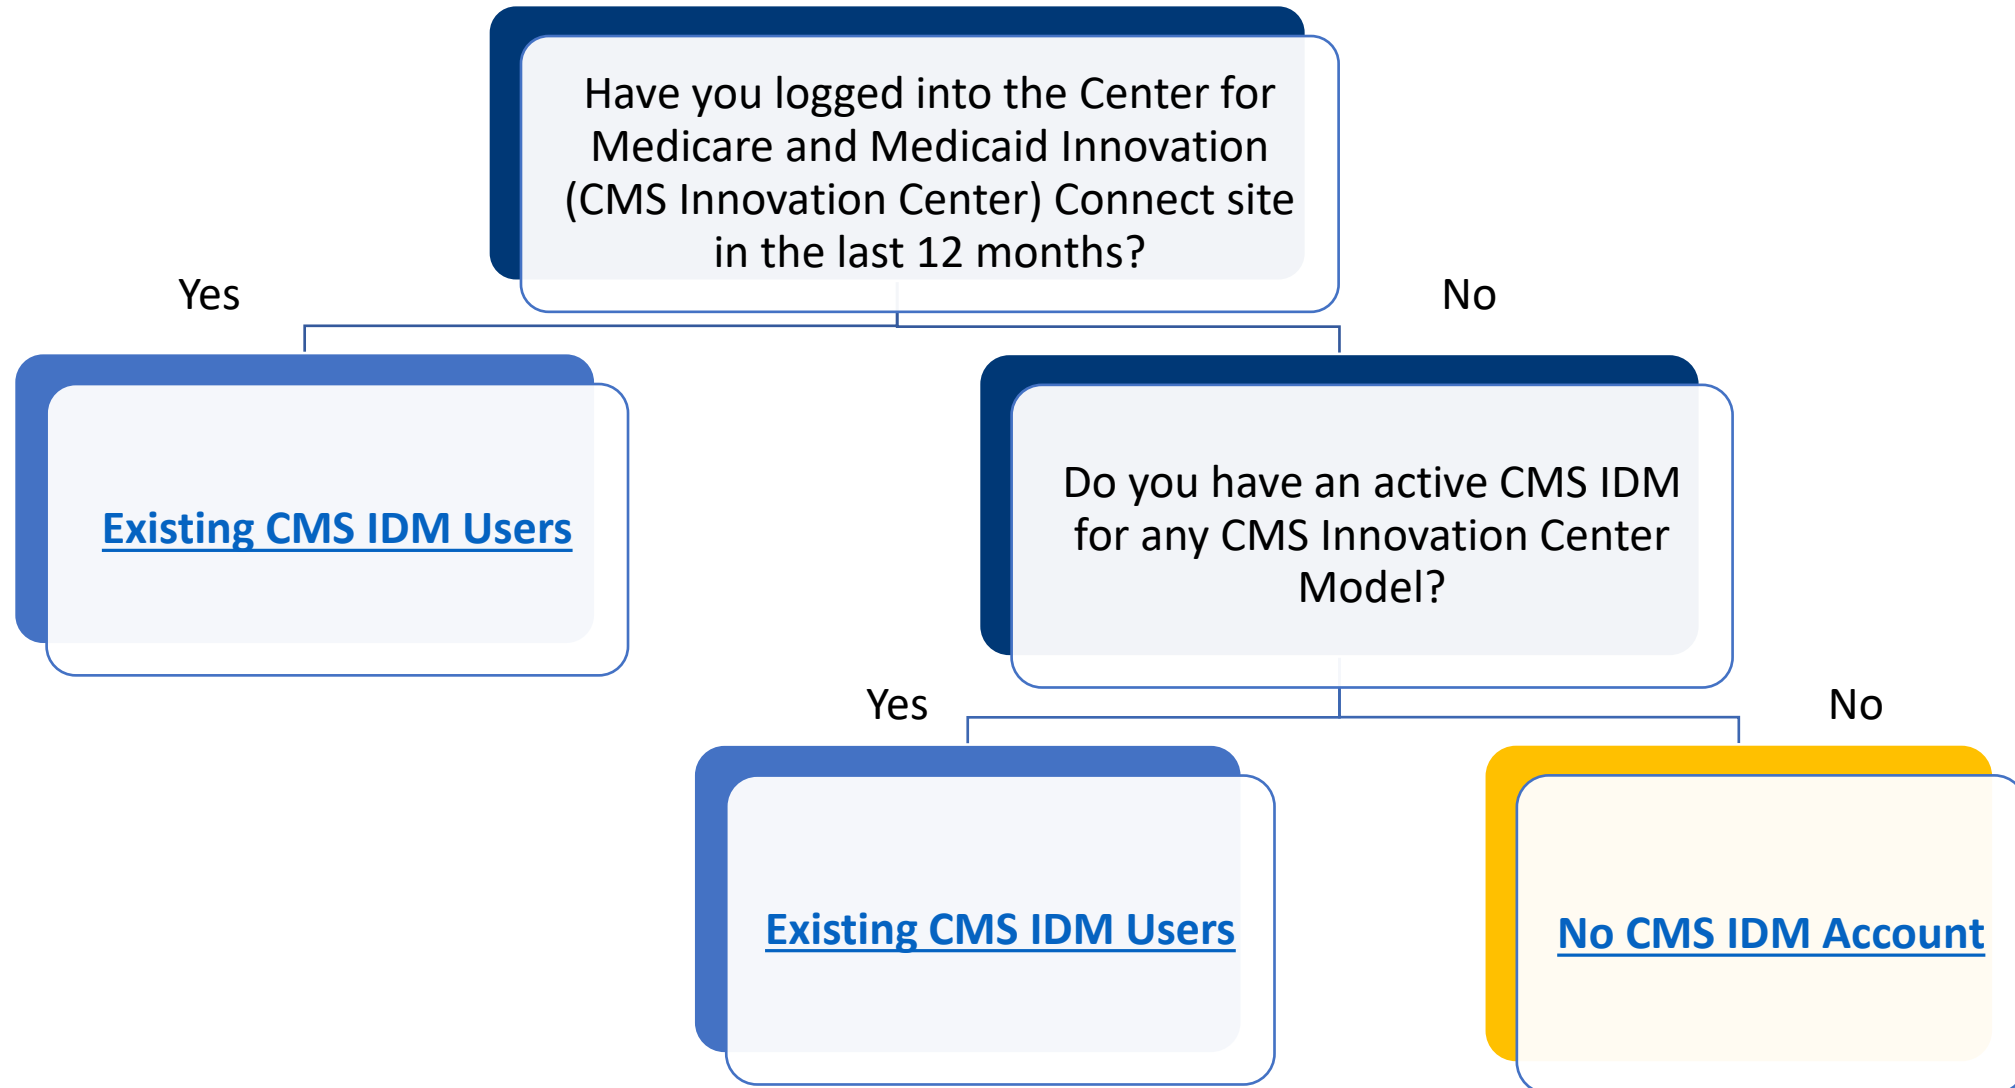 Have you logged into the Center for
Medicare and Medicaid Innovation
(CMS Innovation Center) Connect site
in the last 12 months?
Yes
No
Existing CMS IDM Users
Do you have an active CMS IDM
for any CMS Innovation Center
Model?
Yes
No
Existing CMS IDM Users
No CMS IDM Account